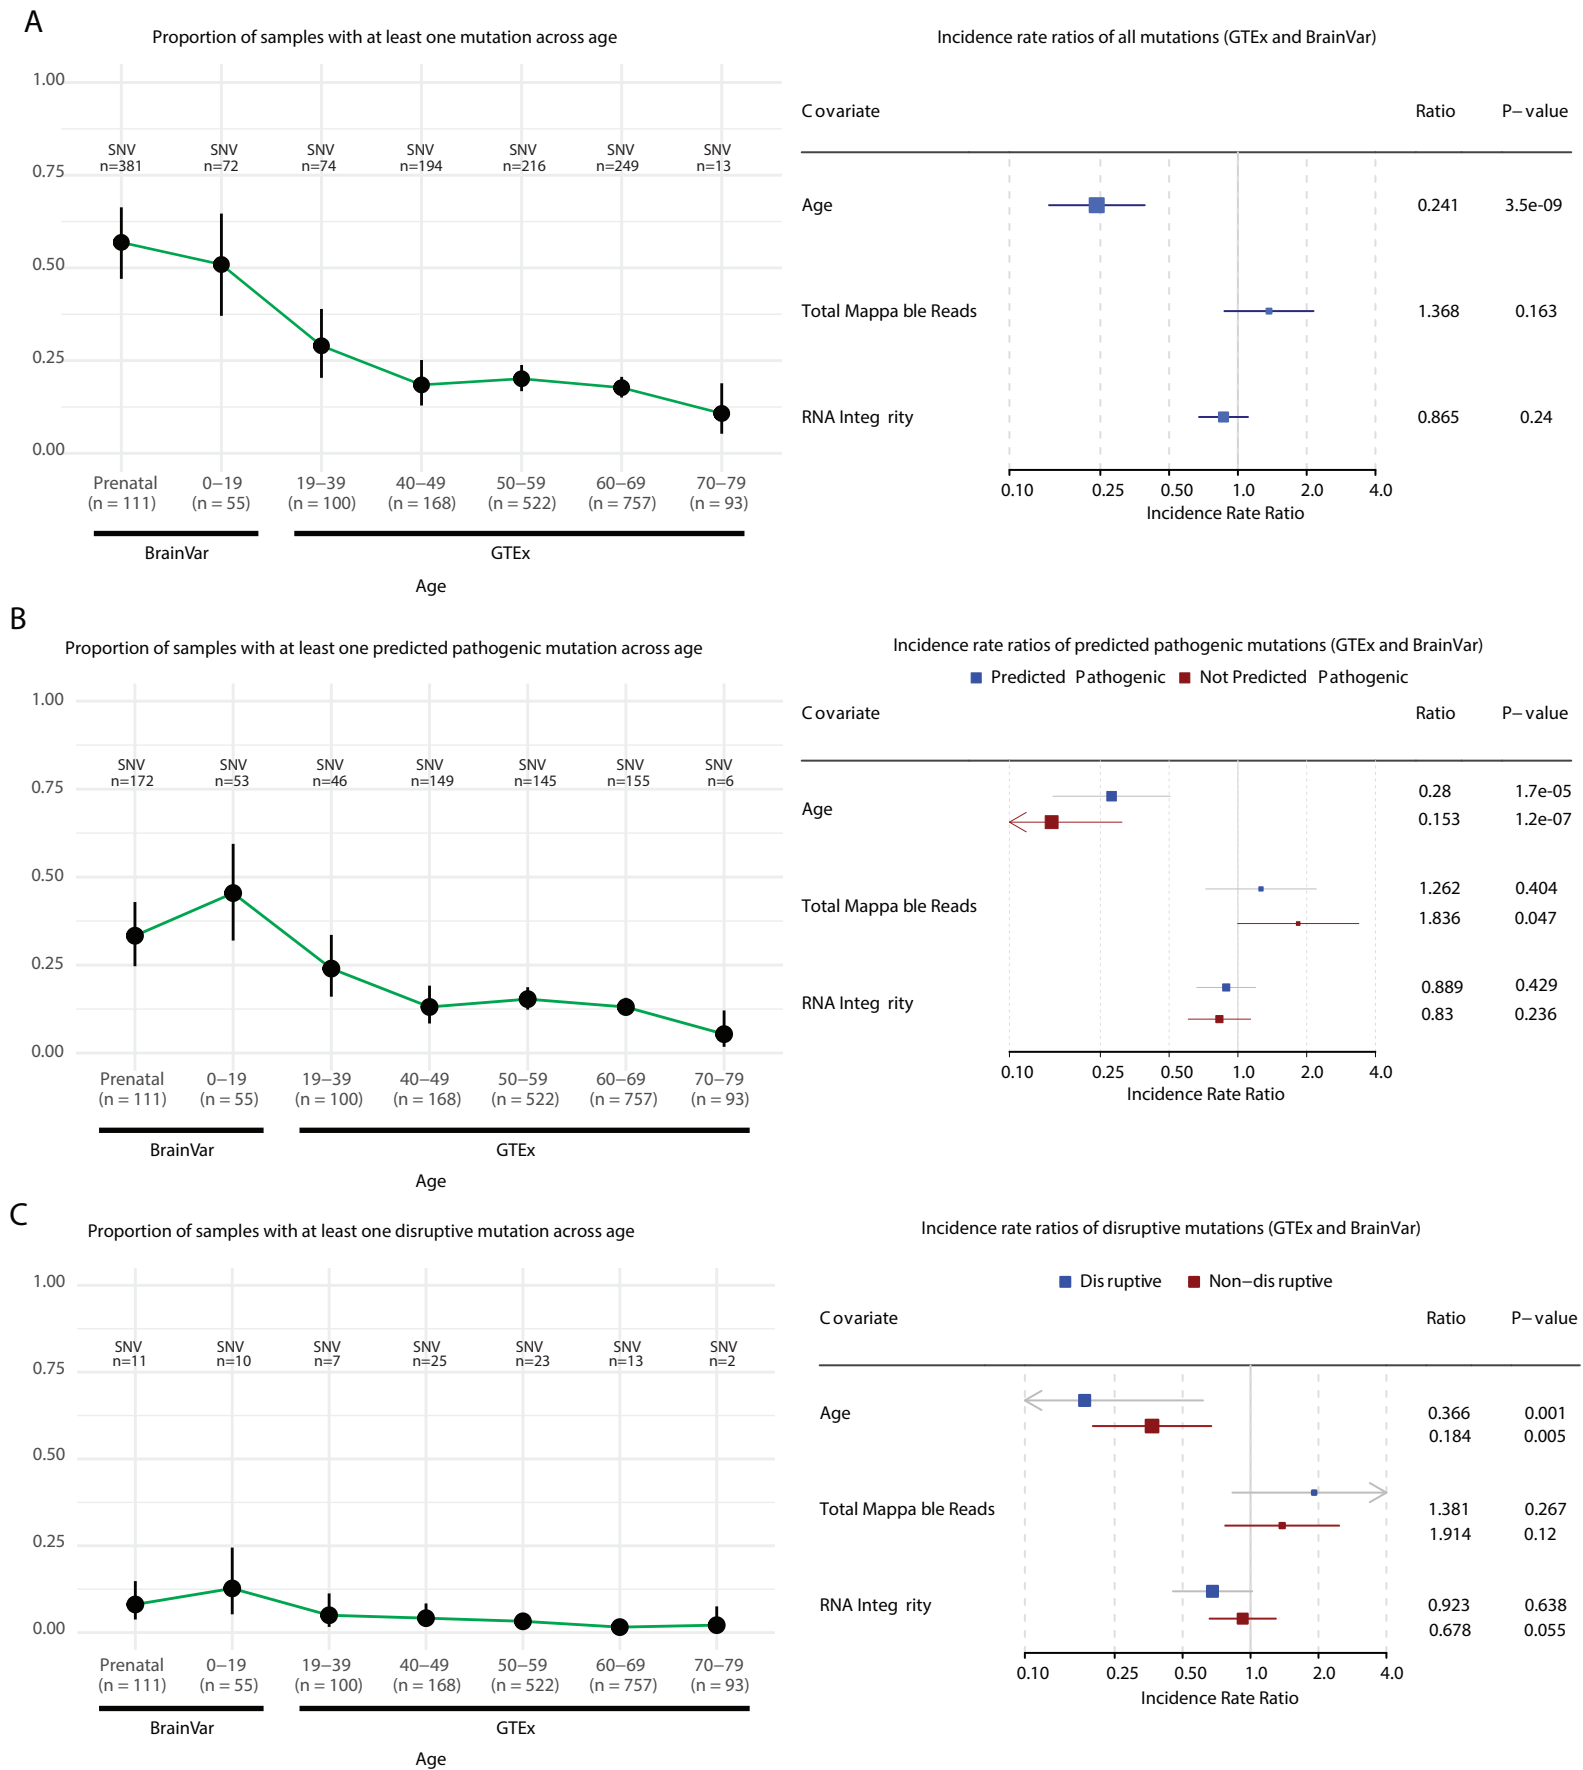 A
Proportion of samples with at least one mutation across age
1.00
0.75
0.50
0.25
0.00
SNV SNV SNV SNV SNV SNV SNV
n=381 n=72 n=74 n=194 n=216 n=249 n=13
Prenatal 0–19 19–39 40–49 50–59 60–69 70–79
(n = 111) (n = 55) (n = 100) (n = 168) (n = 522) (n = 757) (n = 93)
BrainVar GTEx
Age
Incidence rate ratios of all mutations (GTEx and BrainVar)
Covariate Ratio P–value
Age 0.241 3.5e-09
Total Mappa ble Reads 1.368 0.163
RNA Integ rity 0.865 0.24
0.10 0.25 0.50 1.0 2.0 4.0
Incidence Rate Ratio
B
Proportion of samples with at least one predicted pathogenic mutation across age
1.00
0.75
0.50
0.25
0.00
SNV SNV SNV SNV SNV SNV SNV
n=172 n=53 n=46 n=149 n=145 n=155 n=6
Prenatal 0–19 19–39 40–49 50–59 60–69 70–79
(n = 111) (n = 55) (n = 100) (n = 168) (n = 522) (n = 757) (n = 93)
BrainVar GTEx
Age
Incidence rate ratios of predicted pathogenic mutations (GTEx and BrainVar)
Predicted Pathogenic Not Predicted Pathogenic
Covariate Ratio P–value
Age
0.28 1.7e-05
0.153 1.2e-07
Total Mappa ble Reads
1.262 0.404
1.836 0.047
RNA Integ rity
0.889 0.429
0.83 0.236
0.10 0.25 0.50 1.0 2.0 4.0
Incidence Rate Ratio
C
Proportion of samples with at least one disruptive mutation across age
1.00
0.75
0.50
0.25
0.00
SNV SNV SNV SNV SNV SNV SNV
n=11 n=10 n=7 n=25 n=23 n=13 n=2
Prenatal 0–19 19–39 40–49 50–59 60–69 70–79
(n = 111) (n = 55) (n = 100) (n = 168) (n = 522) (n = 757) (n = 93)
BrainVar GTEx
Age
Incidence rate ratios of disruptive mutations (GTEx and BrainVar)
Dis ruptive Non–dis ruptive
Covariate Ratio P–value
Age
0.366 0.001
0.184 0.005
Total Mappa ble Reads
1.381 0.267
1.914 0.12
RNA Integ rity
0.923 0.638
0.678 0.055
0.10 0.25 0.50 1.0 2.0 4.0
Incidence Rate Ratio